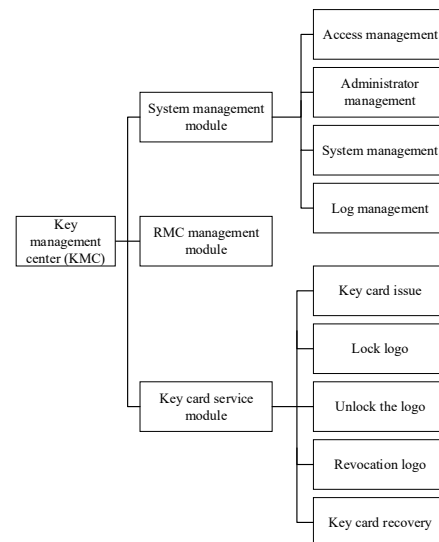 Access management
Administrator
management
System management
module
System management
Log management
Key
management
center (KMC)
RMC management
module
Key card issue
Lock logo
Key card service
module
Unlock the logo
Revocation logo
Key card recovery